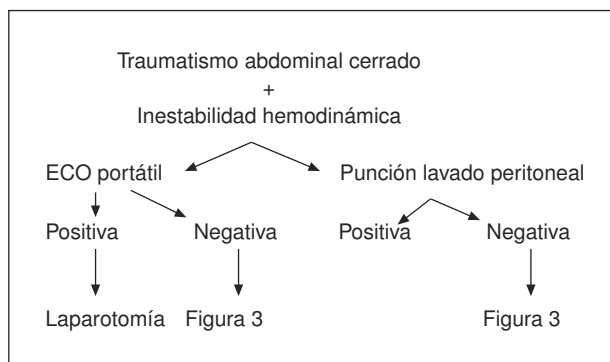 Traumatismo abdominal cerrado
+
Inestabilidad hemodinámica
ECO portátil
Punción lavado peritoneal
Positiva
Negativa
Positiva
Negativa
Laparotomía
Figura 3
Figura 3